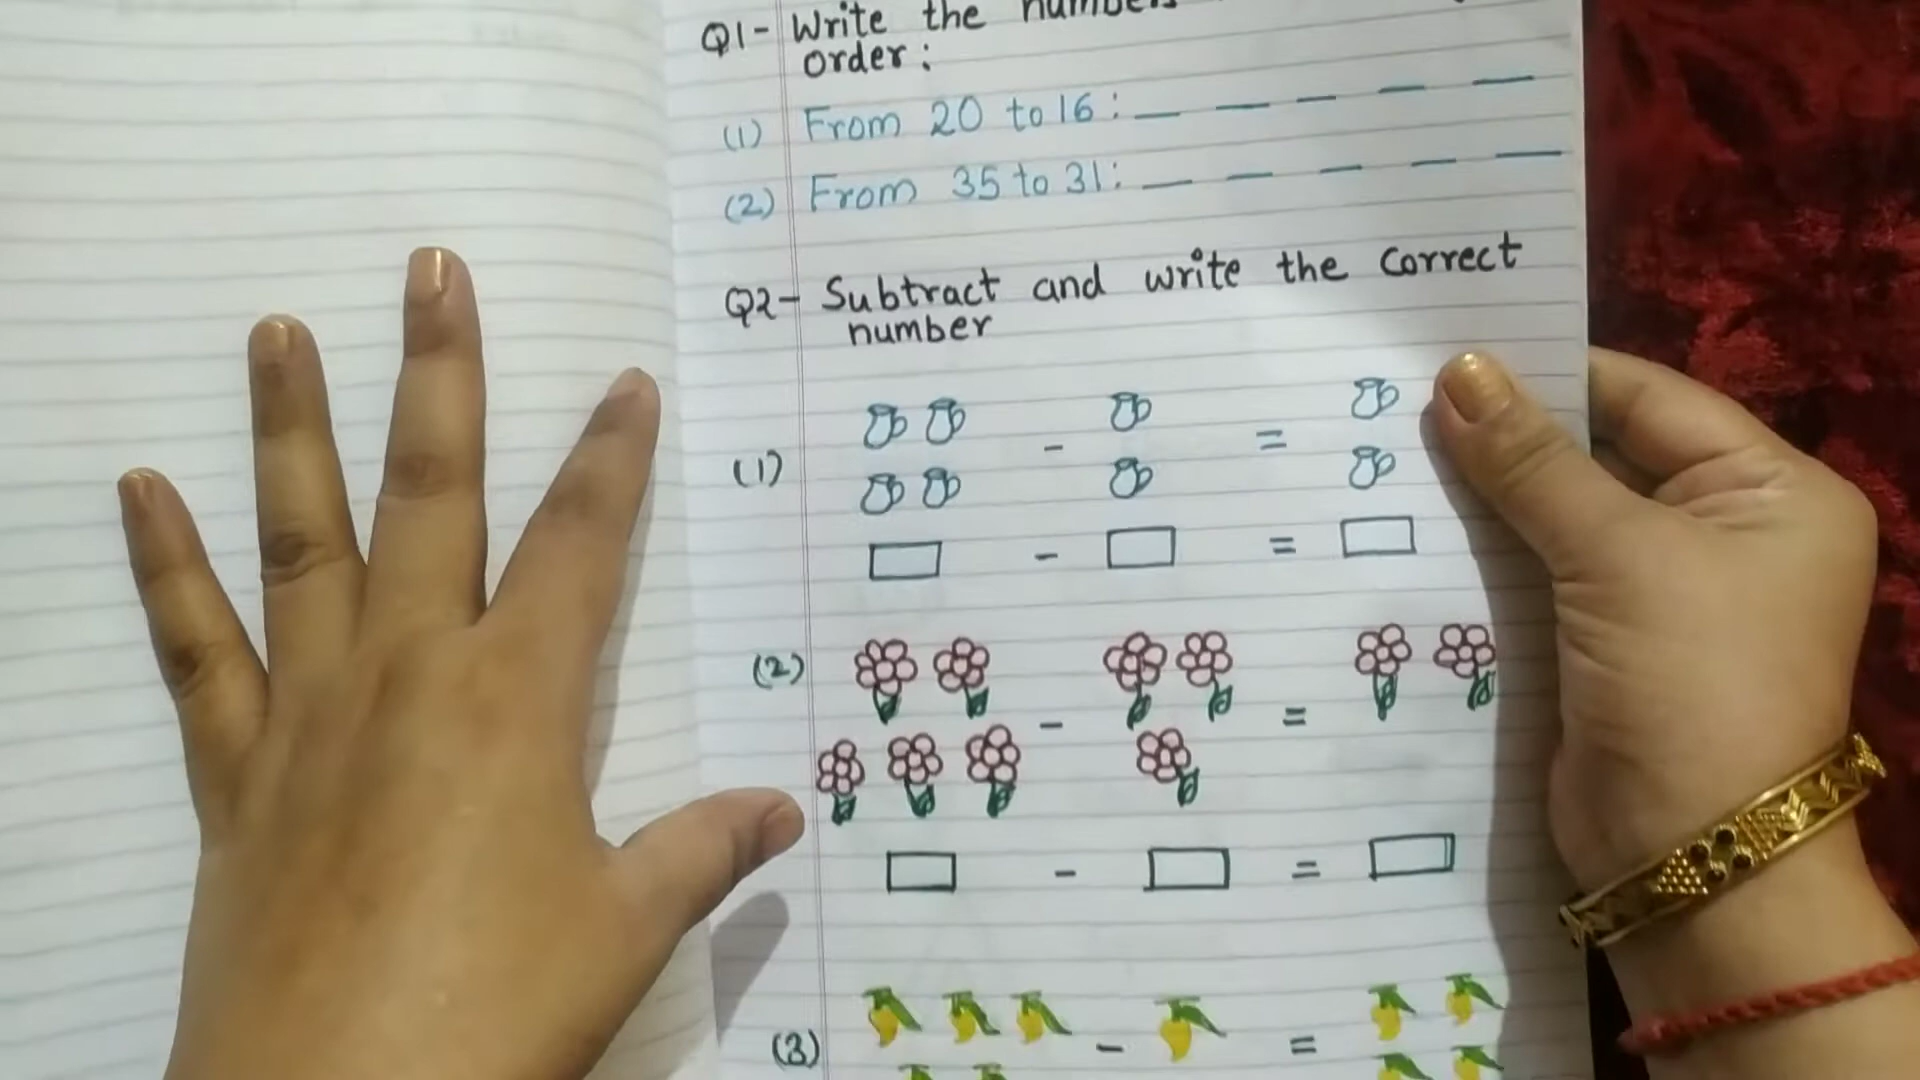 Q1- Write the numbers
order:
(1) From 20 to 16: _ _ _ _ _
(2) From 35 to 31: _ _ _ _ _
Q2- Subtract and write the correct
number
(1) - =
- =
(2) - =
- =
(3) - =